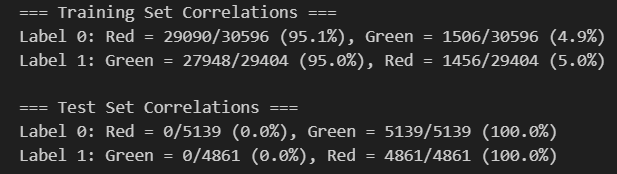 === Training Set Correlations ===
Label 0: Red = 29090/30596 (95.1%), Green = 1506/30596 (4.9%)
Label 1: Green = 27948/29404 (95.0%), Red = 1456/29404 (5.0%)
=== Test Set Correlations ===
Label 0: Red = 0/5139 (0.0%), Green = 5139/5139 (100.0%)
Label 1: Green = 0/4861 (0.0%), Red = 4861/4861 (100.0%)